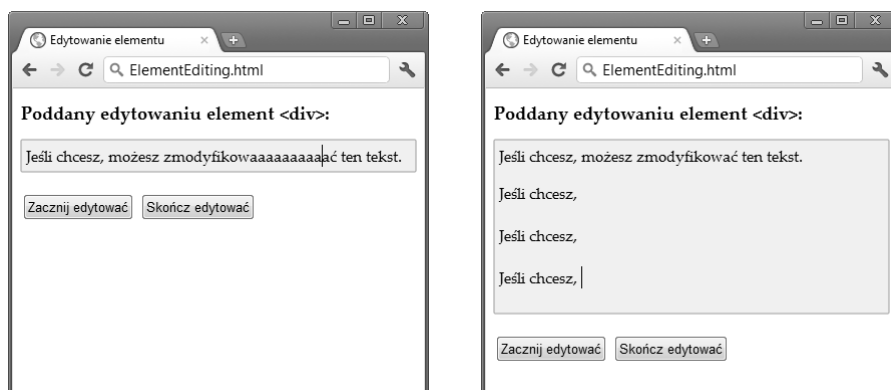 Edytowanie elementu
ElementEditing.html
Poddany edytowaniu element <div>:
Jeśli chcesz, możesz zmodyfikowaaaaaaaaaać ten tekst.
Zacznij edytować Skończ edytować
Edytowanie elementu
ElementEditing.html
Poddany edytowaniu element <div>:
Jeśli chcesz, możesz zmodyfikować ten tekst.
Jeśli chcesz,
Jeśli chcesz,
Jeśli chcesz,
Zacznij edytować Skończ edytować